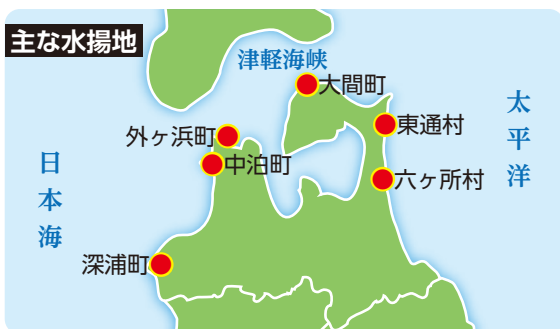 主な水揚地
津軽海峡
大間町
太平洋
東通村
外ヶ浜町
中泊町
日本海
六ヶ所村
深浦町